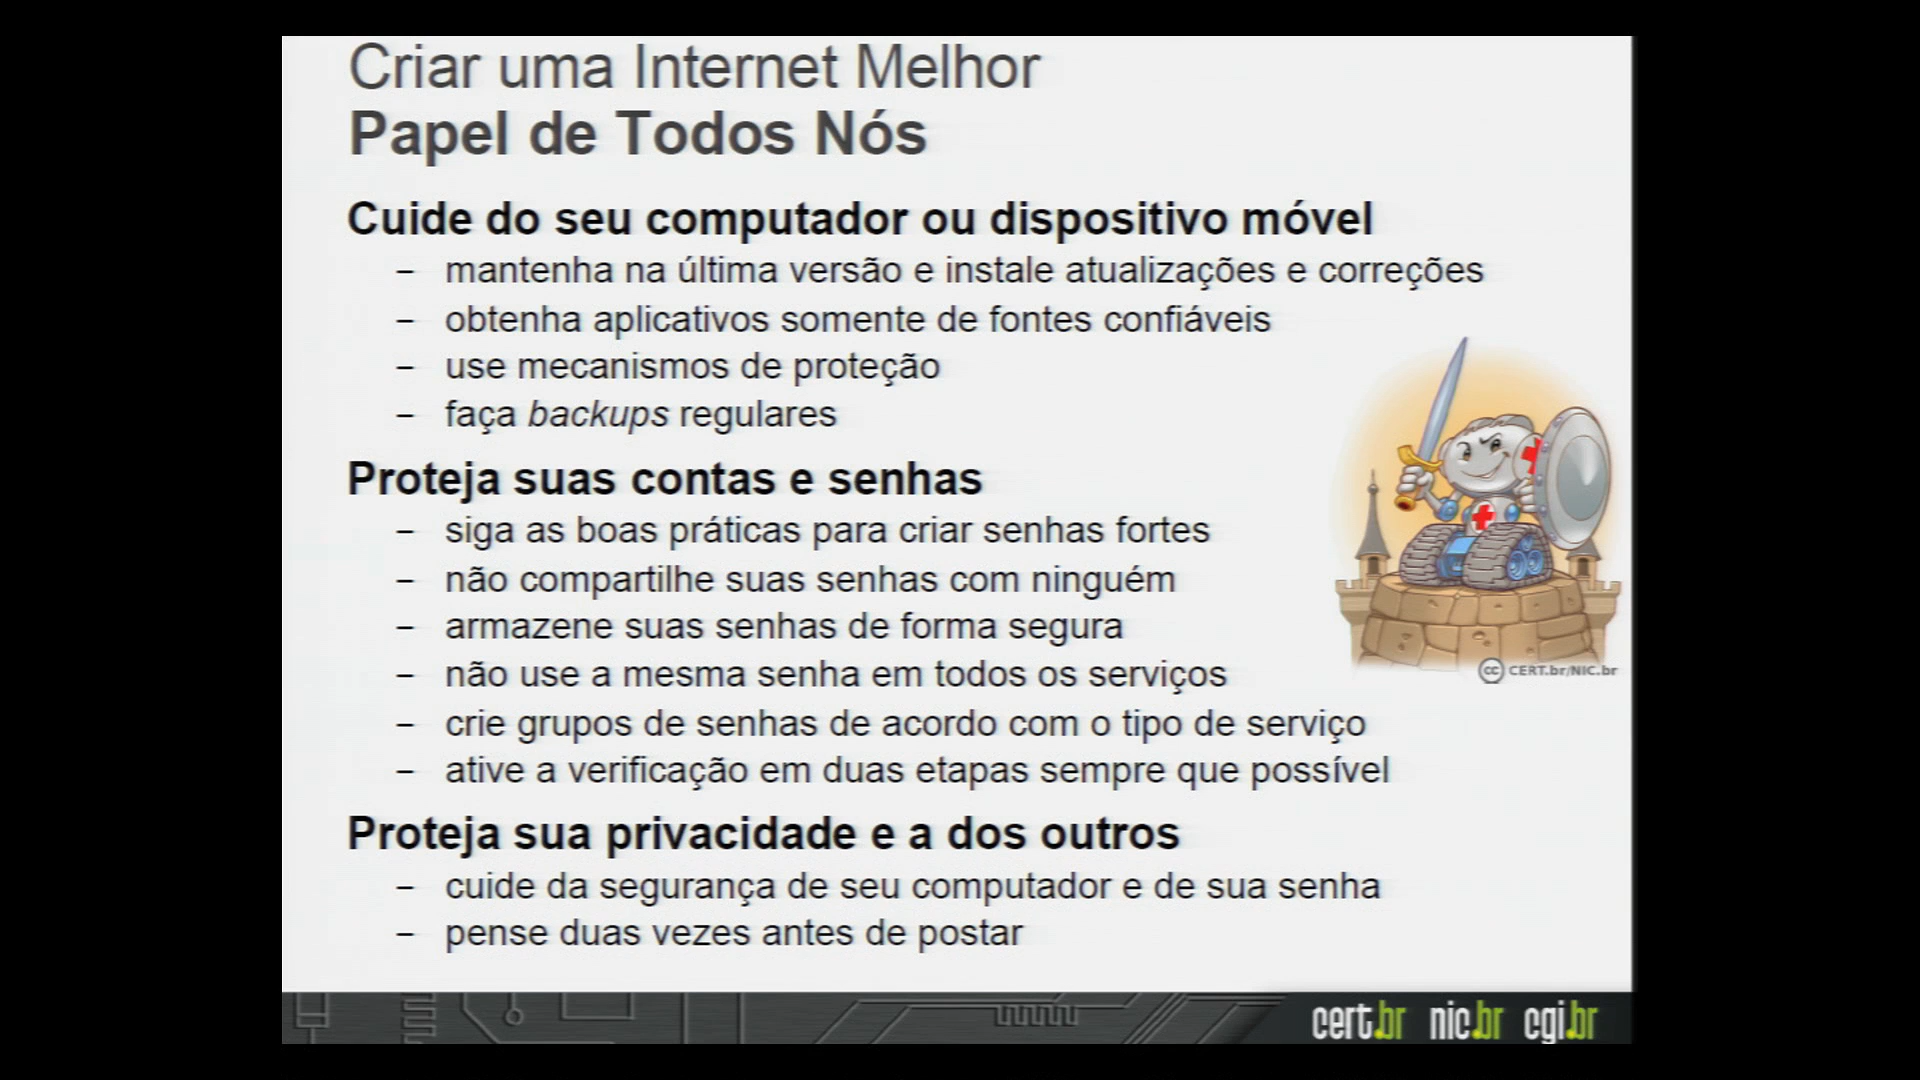 Criar uma Internet Melhor
Papel de Todos Nós
Cuide do seu computador ou dispositivo móvel
– mantenha na última versão e instale atualizações e correções
– obtenha aplicativos somente de fontes confiáveis
– use mecanismos de proteção
– faça backups regulares
Proteja suas contas e senhas
– siga as boas práticas para criar senhas fortes
– não compartilhe suas senhas com ninguém
– armazene suas senhas de forma segura
– não use a mesma senha em todos os serviços
– crie grupos de senhas de acordo com o tipo de serviço
– ative a verificação em duas etapas sempre que possível
Proteja sua privacidade e a dos outros
– cuide da segurança de seu computador e de sua senha
– pense duas vezes antes de postar
cc CERT.br/NIC.br
cert.br nic.br cgi.br